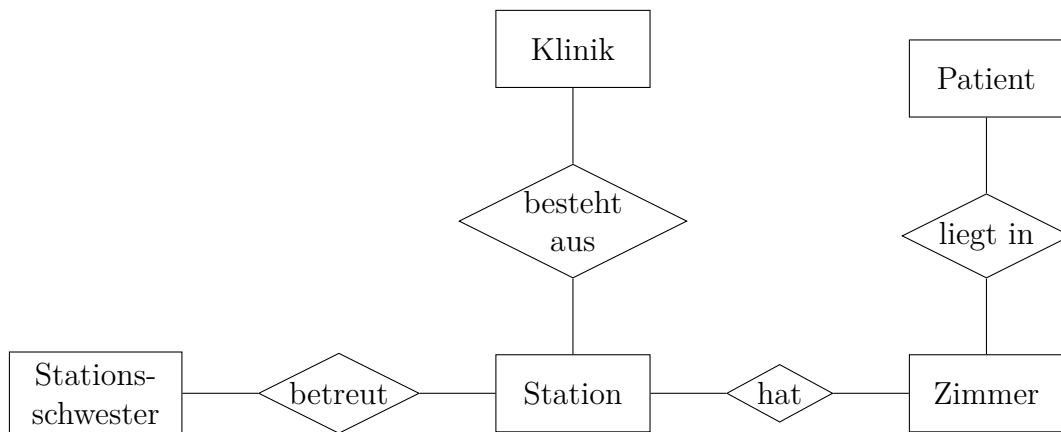 Klinik
Patient
besteht
aus
liegt in
Stations-
schwester
betreut
Station
hat
Zimmer